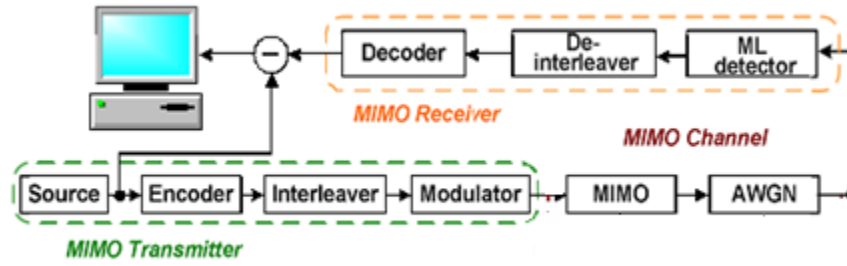 Decoder
De-
interleaver
ML
detector
MIMO Receiver
MIMO Channel
Source
Encoder
Interleaver
Modulator
MIMO
AWGN
MIMO Transmitter